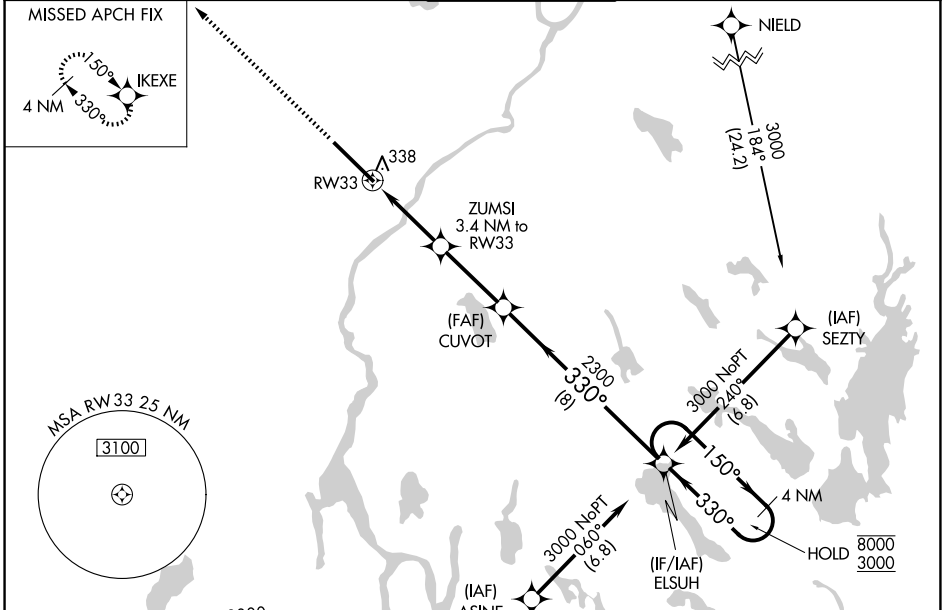 MISSED APCH FIX
150°
IKEXE
4 NM
330°
NIELD
3000
184°
(24.2)
338
RW33
ZUMSI
3.4 NM to
RW33
(FAF)
CUVOT
(IAF)
SEZTY
2300
330°
(8)
3000 NoPT
240°
(6.8)
MSA RW33 25 NM
3100
150°
4 NM
330°
HOLD
8000
3000
3000 NoPT
060°
(6.8)
(IF/IAF)
ELSUH
(IAF)